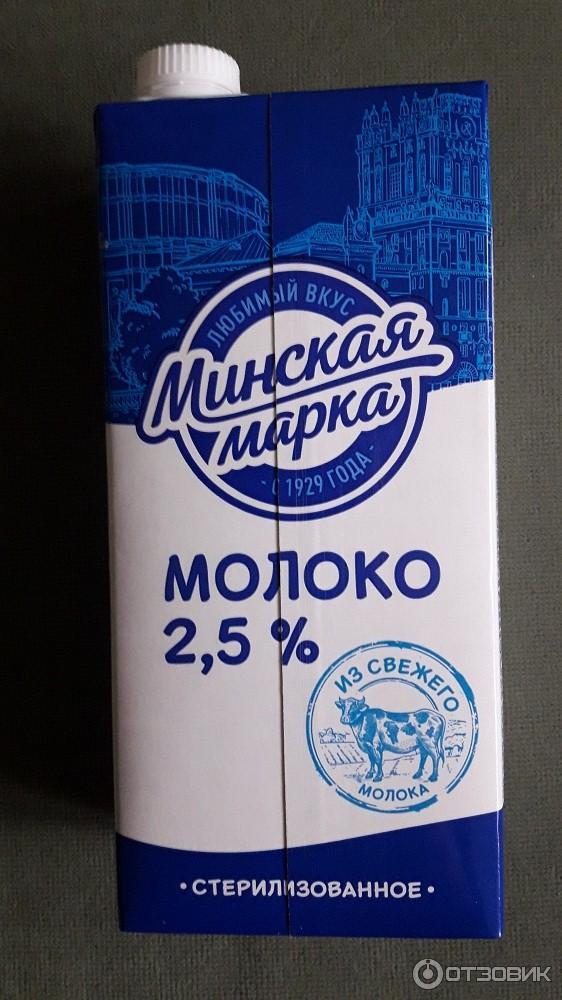 ЛЮБИМЫЙ ВКУС
Минская
марка
- С 1929 ГОДА -
МОЛОКО
2,5 %
ИЗ СВЕЖЕГО
МОЛОКА
• СТЕРИЛИЗОВАННОЕ •
ОТЗОВИК